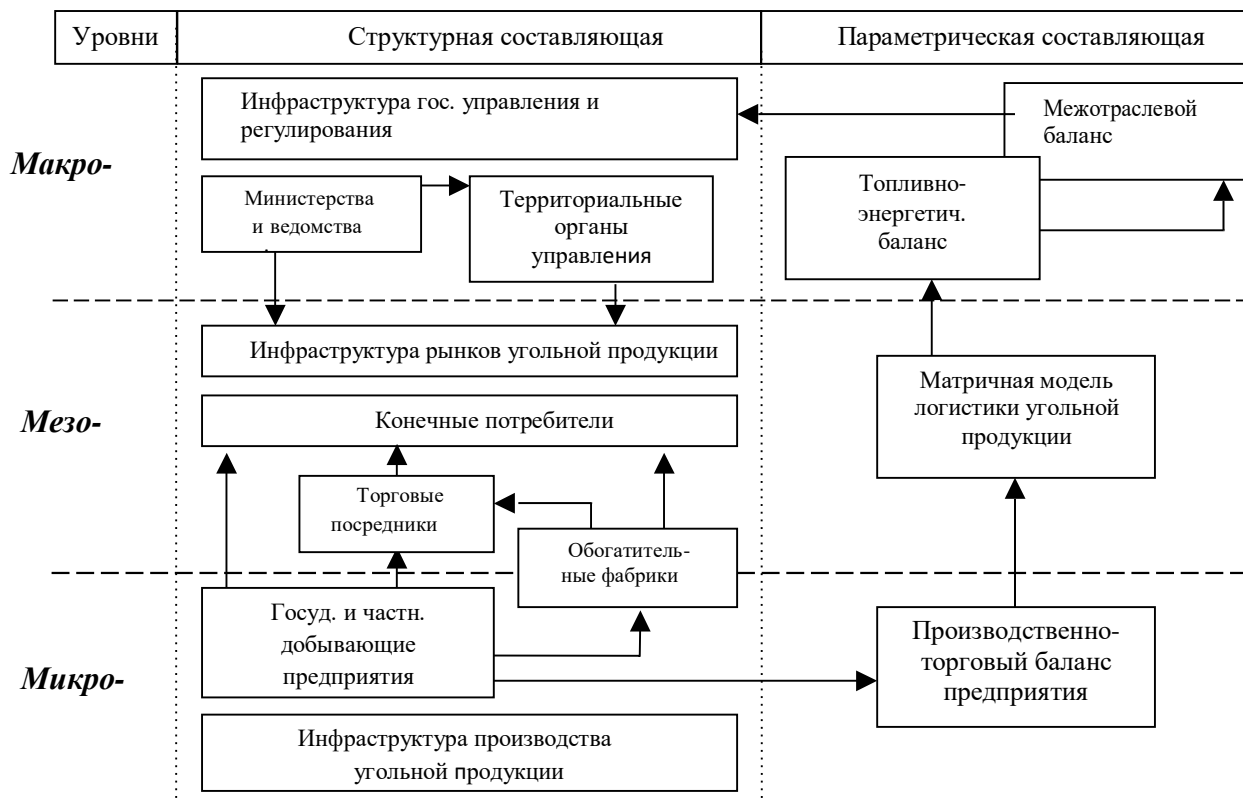 Уровни
Структурная составляющая
Параметрическая составляющая
Макро-
Инфраструктура гос. управления и
регулирования
Межотраслевой
баланс
Министерства
и ведомства
Территориальные
органы
управления
Топливно-
энергетич.
баланс
Мезо-
Инфраструктура рынков угольной продукции
Конечные потребители
Торговые
посредники
Обогатитель-
ные фабрики
Матричная модель
логистики угольной
продукции
Микро-
Госуд. и частн.
добывающие
предприятия
Производственно-
торговый баланс
предприятия
Инфраструктура производства
угольной продукции